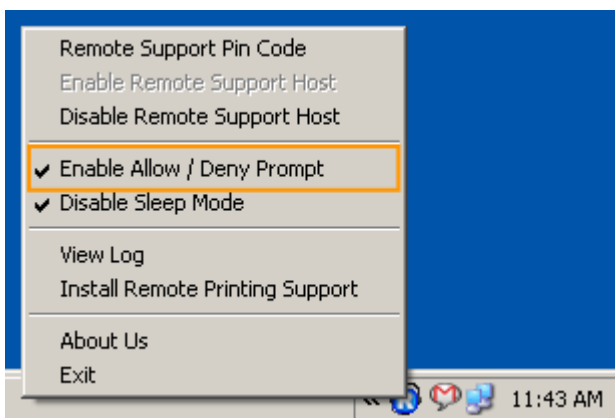 Remote Support Pin Code
Enable Remote Support Host
Disable Remote Support Host
Enable Allow / Deny Prompt
Disable Sleep Mode
View Log
Install Remote Printing Support
About Us
Exit
11:43 AM